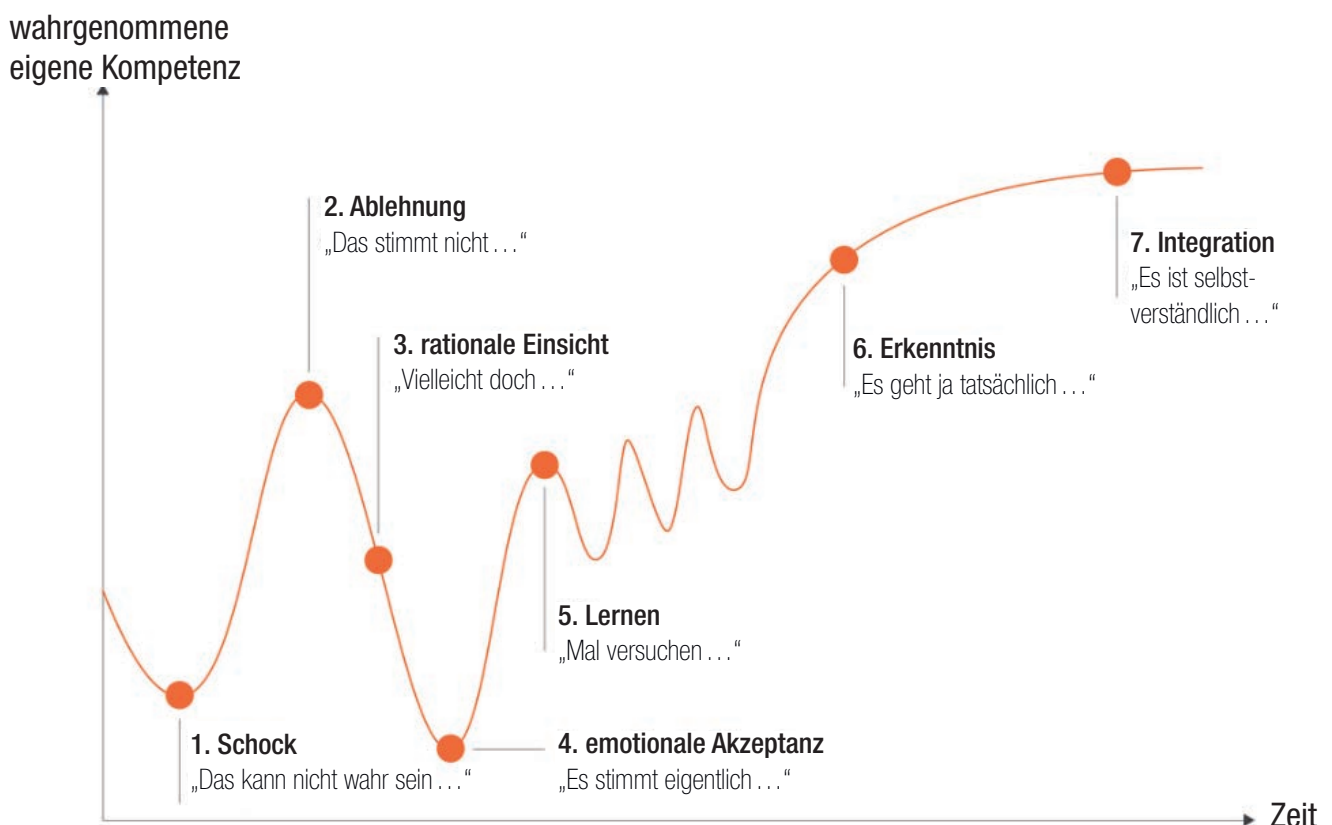 wahrgenommene
eigene Kompetenz
2. Ablehnung
„Das stimmt nicht . . .“
3. rationale Einsicht
„Vielleicht doch . . .“
7. Integration
„Es ist selbst-
verständlich . . .“
6. Erkenntnis
„Es geht ja tatsächlich . . .“
5. Lernen
„Mal versuchen . . .“
1. Schock
„Das kann nicht wahr sein . . .“
4. emotionale Akzeptanz
„Es stimmt eigentlich . . .“
Zeit